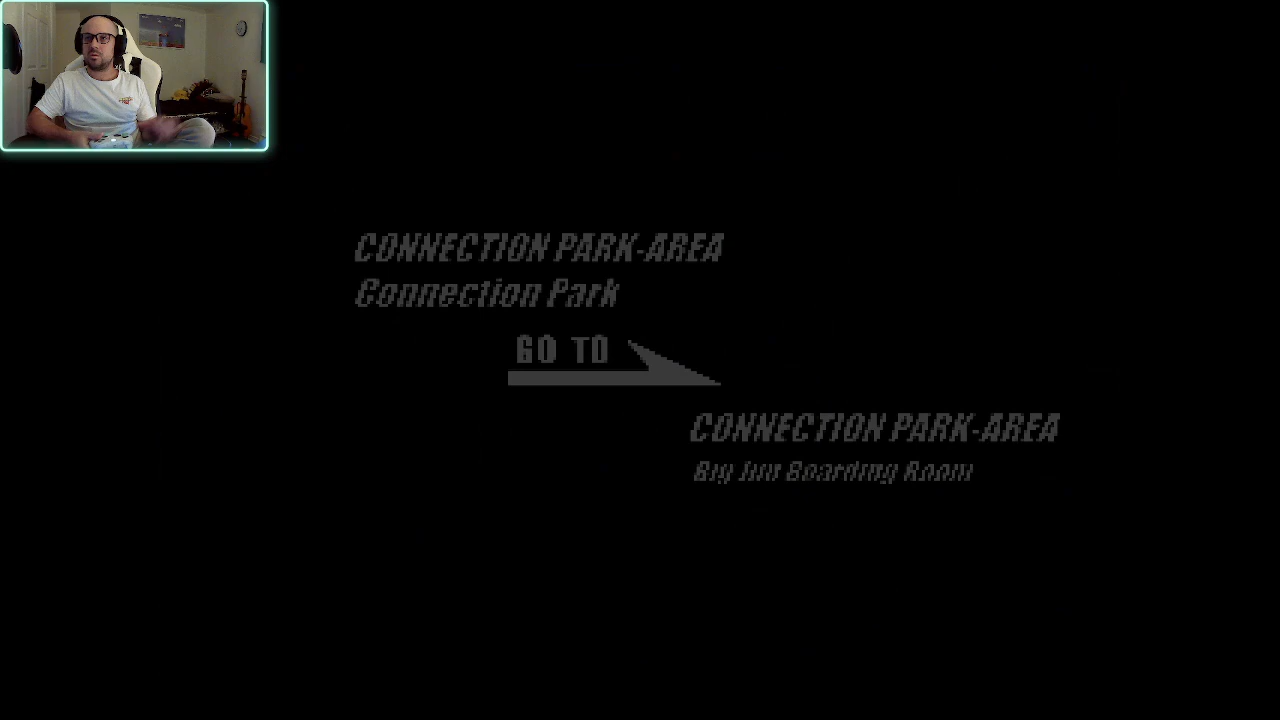 CONNECTION PARK-AREA
Connection Park
GO TO
CONNECTION PARK-AREA
Big Inn Boarding Room